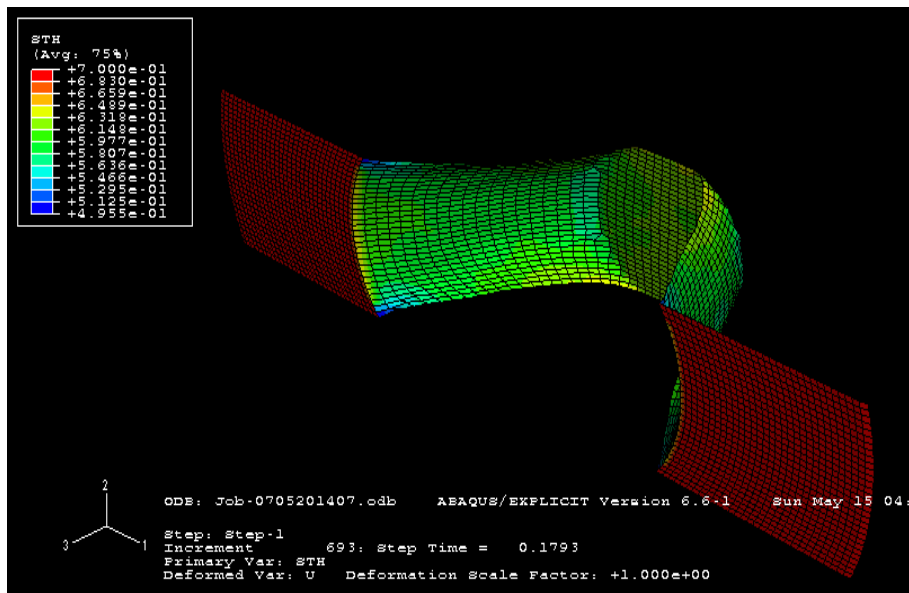 STH
(Avg: 75%)
+7.000e-01
+6.830e-01
+6.659e-01
+6.489e-01
+6.318e-01
+6.148e-01
+5.977e-01
+5.807e-01
+5.636e-01
+5.466e-01
+5.295e-01
+5.125e-01
+4.955e-01
2
3
1
ODB: Job-0705201407.odb ABAQUS/EXPLICIT Version 6.6-1 Sun May 15 04:
Step: Step-1
Increment 693: Step Time = 0.1793
Primary Var: STH
Deformed Var: U Deformation Scale Factor: +1.000e+00